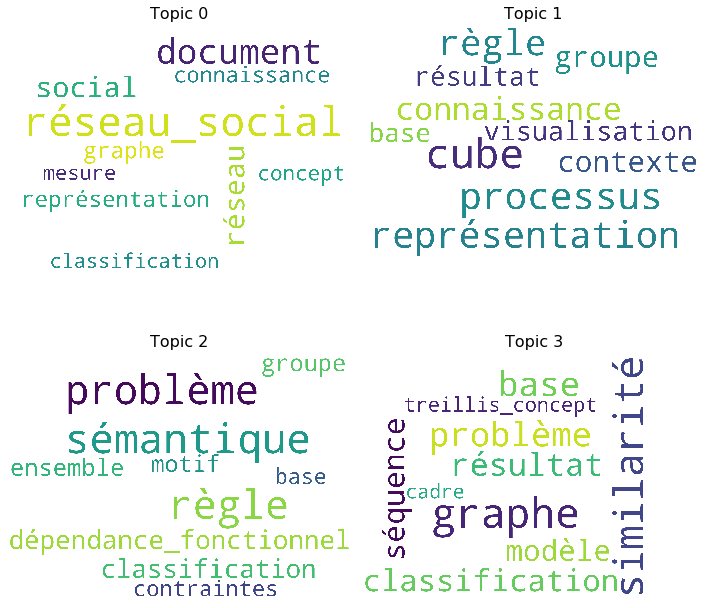 Topic 0
document
connaissance
social
réseau_social
graphe
mesure
réseau
concept
représentation
classification
Topic 1
règle
groupe
résultat
connaissance
base
visualisation
cube
contexte
processus
représentation
Topic 2
groupe
problème
sémantique
ensemble
motif
base
règle
dépendance_fonctionnel
classification
contraintes
Topic 3
base
treillis_concept
problème
résultat
séquence
cadre
graphe
similarité
modèle
classification